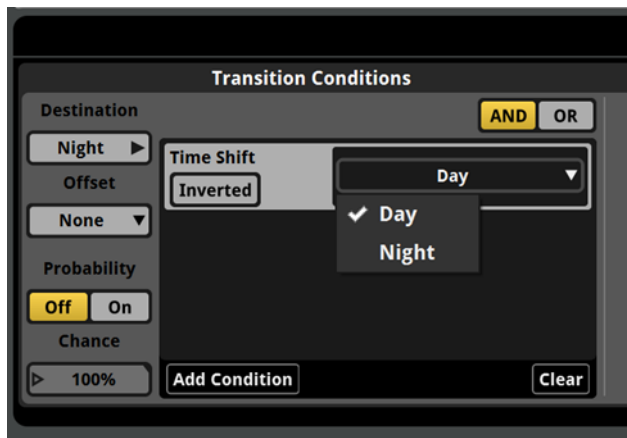 Transition Conditions
Destination
AND OR
Night
Time Shift
Day
Offset
Inverted
Day
None
Night
Probability
Off On
Chance
100%
Add Condition
Clear